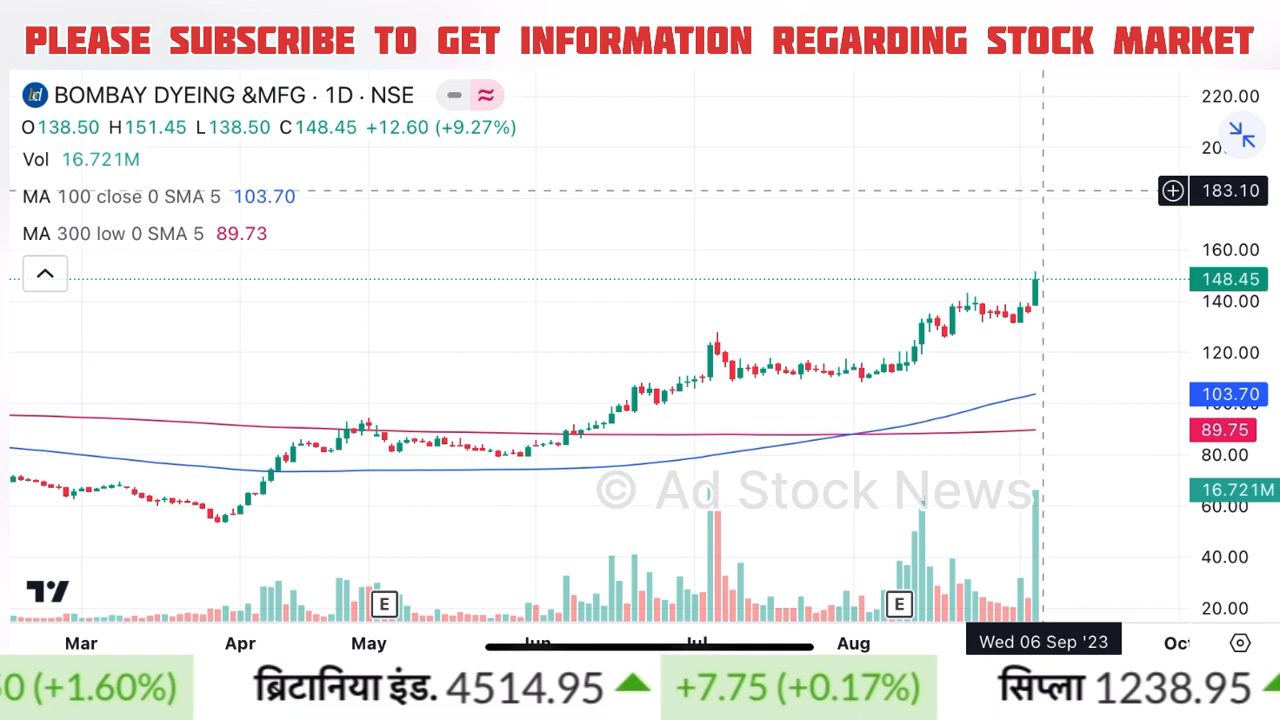 PLEASE SUBSCRIBE TO GET INFORMATION REGARDING STOCK MARKET
BOMBAY DYEING &MFG · 1D · NSE
O138.50 H151.45 L138.50 C148.45 +12.60 (+9.27%)
Vol 16.721M
MA 100 close 0 SMA 5 103.70
MA 300 low 0 SMA 5 89.73
220.00
183.10
160.00
148.45
140.00
120.00
103.70
89.75
80.00
16.721M
60.00
40.00
20.00
© Ad Stock News
E E
Mar Apr May Jun Jul Aug Wed 06 Sep '23 Oct
0 (+1.60%) ब्रिटानिया इंड. 4514.95 +7.75 (+0.17%) सिप्ला 1238.95